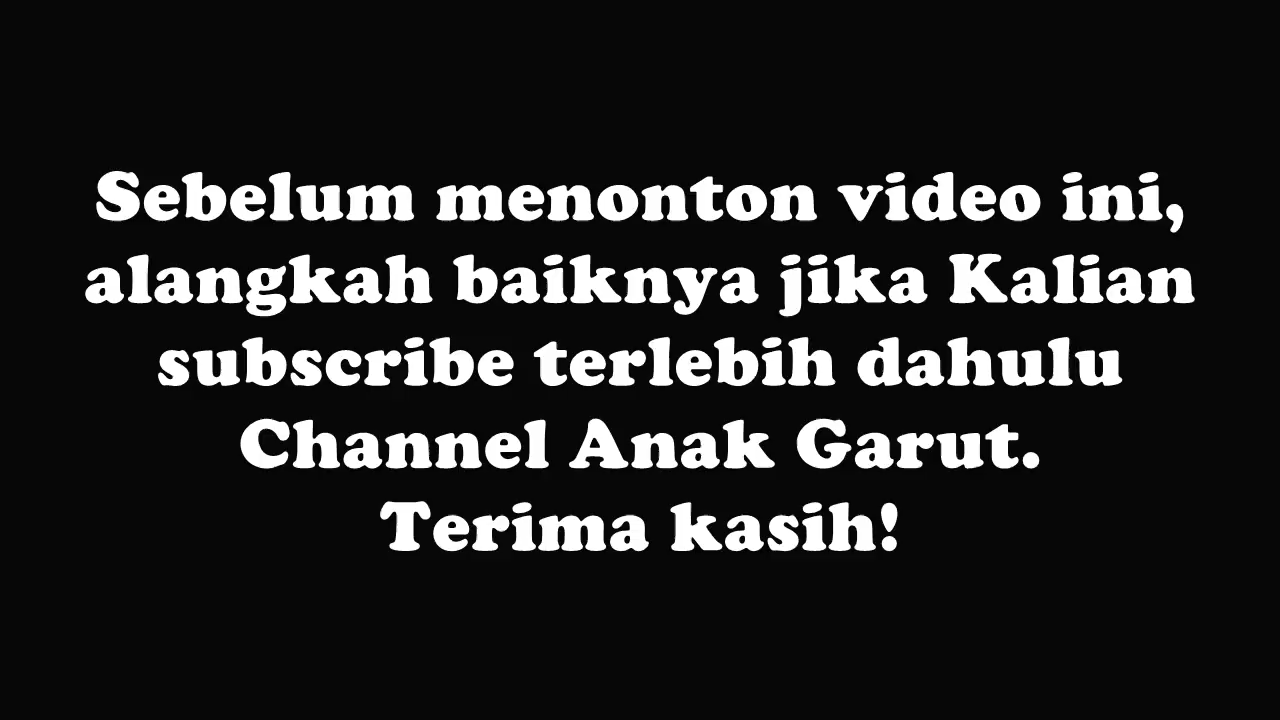 Sebelum menonton video ini,
alangkah baiknya jika Kalian
subscribe terlebih dahulu
Channel Anak Garut.
Terima kasih!